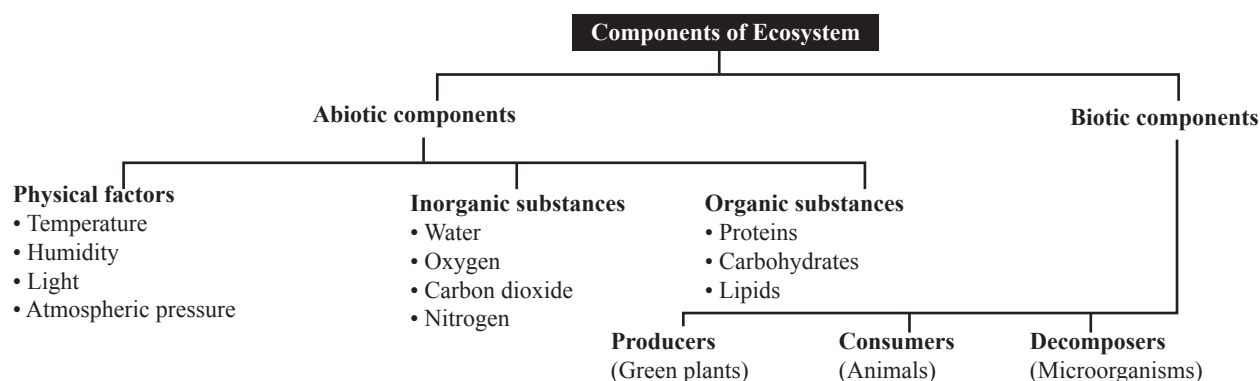 Components of Ecosystem
Abiotic components
Biotic components
Physical factors
• Temperature
• Humidity
• Light
• Atmospheric pressure
Inorganic substances
• Water
• Oxygen
• Carbon dioxide
• Nitrogen
Organic substances
• Proteins
• Carbohydrates
• Lipids
Producers
(Green plants)
Consumers
(Animals)
Decomposers
(Microorganisms)